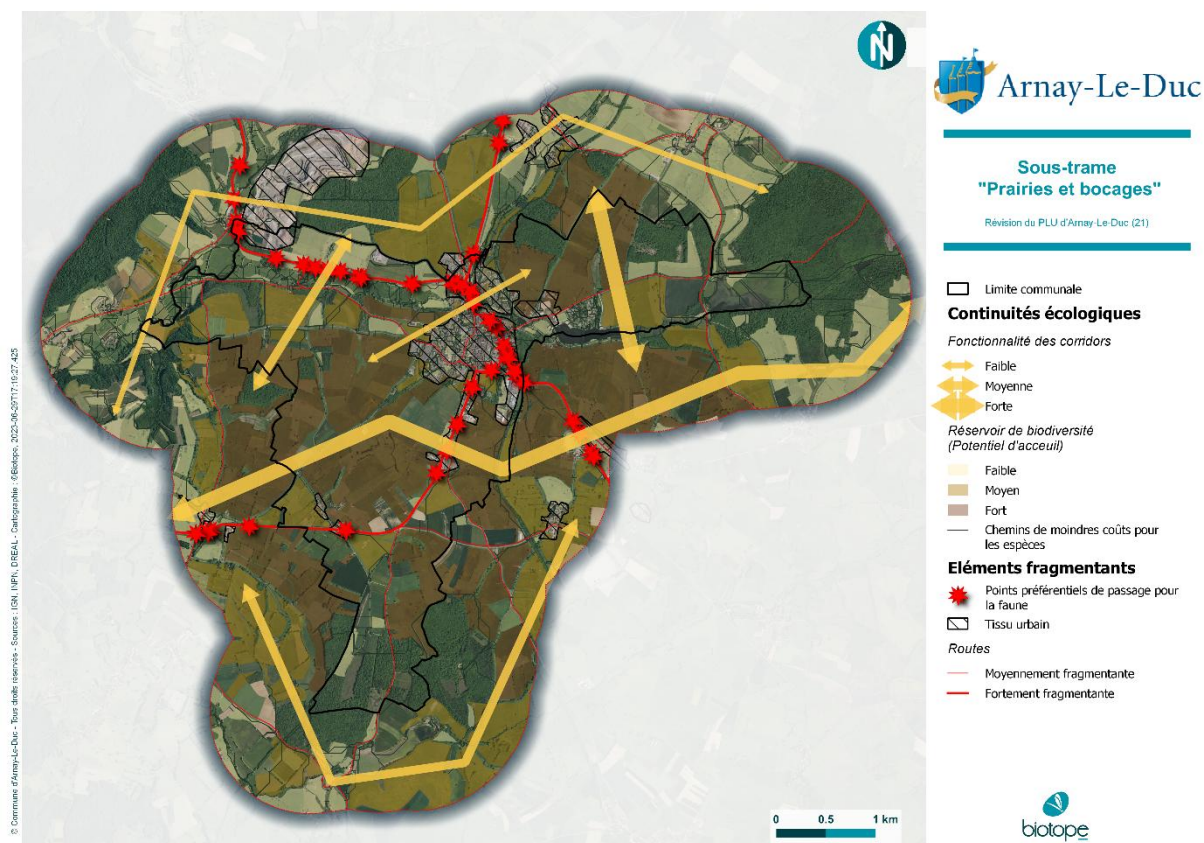 N
Arnay-Le-Duc
Sous-trame
"Prairies et bocages"
Révision du PLU d'Arnay-Le-Duc (21)
Limite communale
Continuités écologiques
Fonctionnalité des corridors
Faible
Moyenne
Forte
Réservoir de biodiversité
(Potentiel d'acceuil)
Faible
Moyen
Fort
Chemins de moindres coûts pour
les espèces
Eléments fragmentants
Points préférentiels de passage pour
la faune
Tissu urbain
Routes
Moyennement fragmentante
Fortement fragmentante
0 0.5 1 km
biotope
© Commune d'Arnay-Le-Duc - Tous droits réservés - Sources : IGN, INPN, DREAL - Cartographie : ©Biotope, 2023-06-29T17:19:27.425